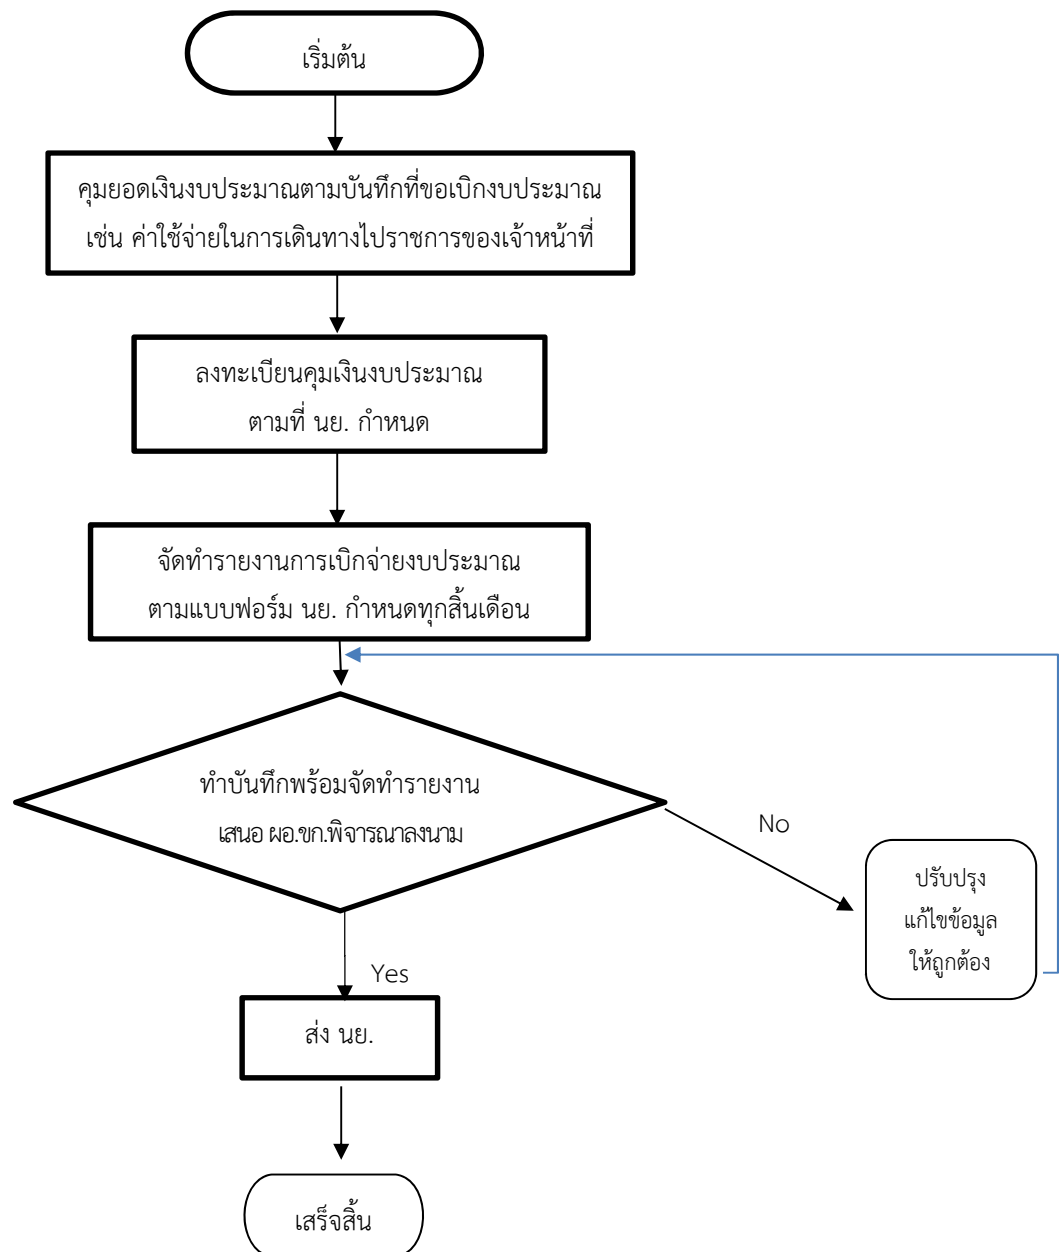 เริ่มต้น
คุมยอดเงินงบประมาณตามบันทึกที่ขอเบิกงบประมาณ
เช่น ค่าใช้จ่ายในการเดินทางไปราชการของเจ้าหน้าที่
ลงทะเบียนคุมเงินงบประมาณ
ตามที่ นย. กำหนด
จัดทำรายงานการเบิกจ่ายงบประมาณ
ตามแบบฟอร์ม นย. กำหนดทุกสิ้นเดือน
ทำบันทึกพร้อมจัดทำรายงาน
เสนอ ผอ.ขก.พิจารณาลงนาม
No
ปรับปรุง
แก้ไขข้อมูล
ให้ถูกต้อง
Yes
ส่ง นย.
เสร็จสิ้น